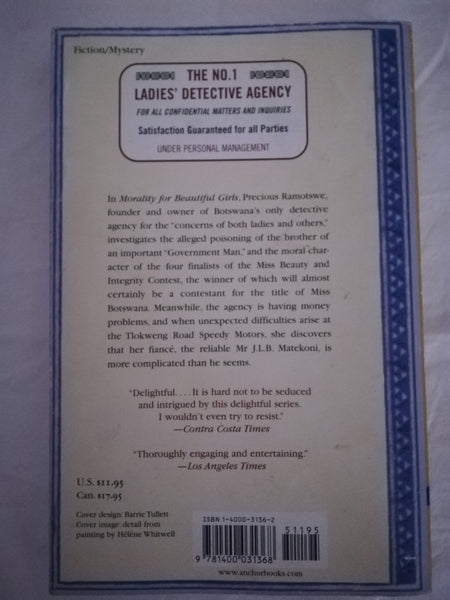 Fiction/Mystery
THE NO.1
LADIES' DETECTIVE AGENCY
FOR ALL CONFIDENTIAL MATTERS AND INQUIRIES
Satisfaction Guaranteed for all Parties
UNDER PERSONAL MANAGEMENT
In Morality for Beautiful Girls, Precious Ramotswe,
founder and owner of Botswana's only detective
agency for the "concerns of both ladies and others,"
investigates the alleged poisoning of the brother of
an important "Government Man," and the moral char-
acter of the four finalists of the Miss Beauty and
Integrity Contest, the winner of which will almost
certainly be a contestant for the title of Miss
Botswana. Meanwhile, the agency is having money
problems, and when unexpected difficulties arise at
the Tlokweng Road Speedy Motors, she discovers
that her fiancé, the reliable Mr J.L.B. Matekoni, is
more complicated than he seems.
"Delightful. . . . It is hard not to be seduced
and intrigued by this delightful series.
I wouldn't even try to resist."
—Contra Costa Times
"Thoroughly engaging and entertaining."
—Los Angeles Times
U.S. $11.95
Can. $17.95
Cover design: Barrie Tullett
Cover image: detail from
painting by Hélène Whitwell
ISBN 1-4000-3136-2
51195
9 781400 031368
www.anchorbooks.com